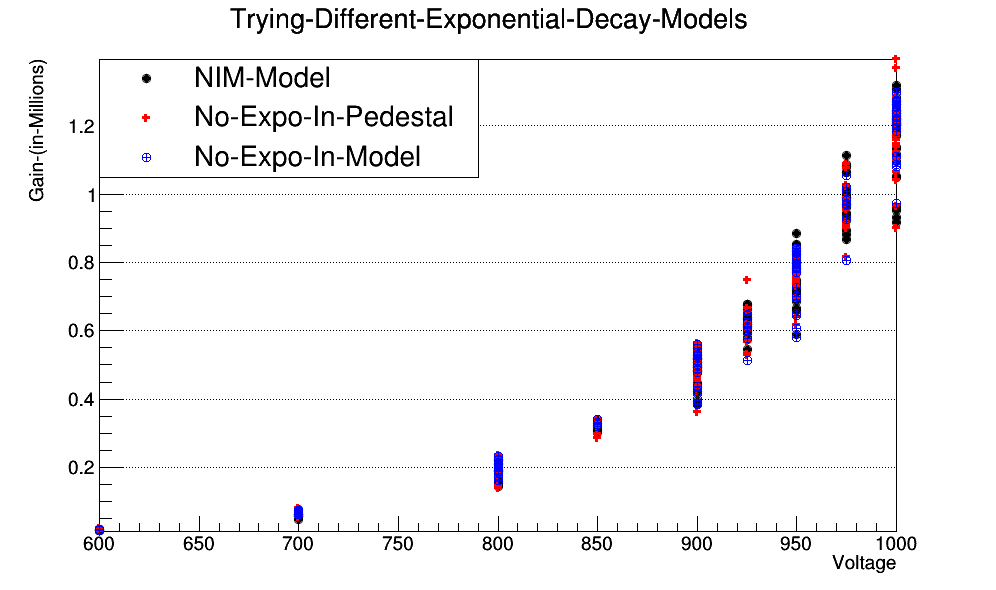 Trying-Different-Exponential-Decay-Models
Gain-(in-Millions)
NIM-Model
No-Expo-In-Pedestal
No-Expo-In-Model
1.2
1
0.8
0.6
0.4
0.2
600 650 700 750 800 850 900 950 1000
Voltage